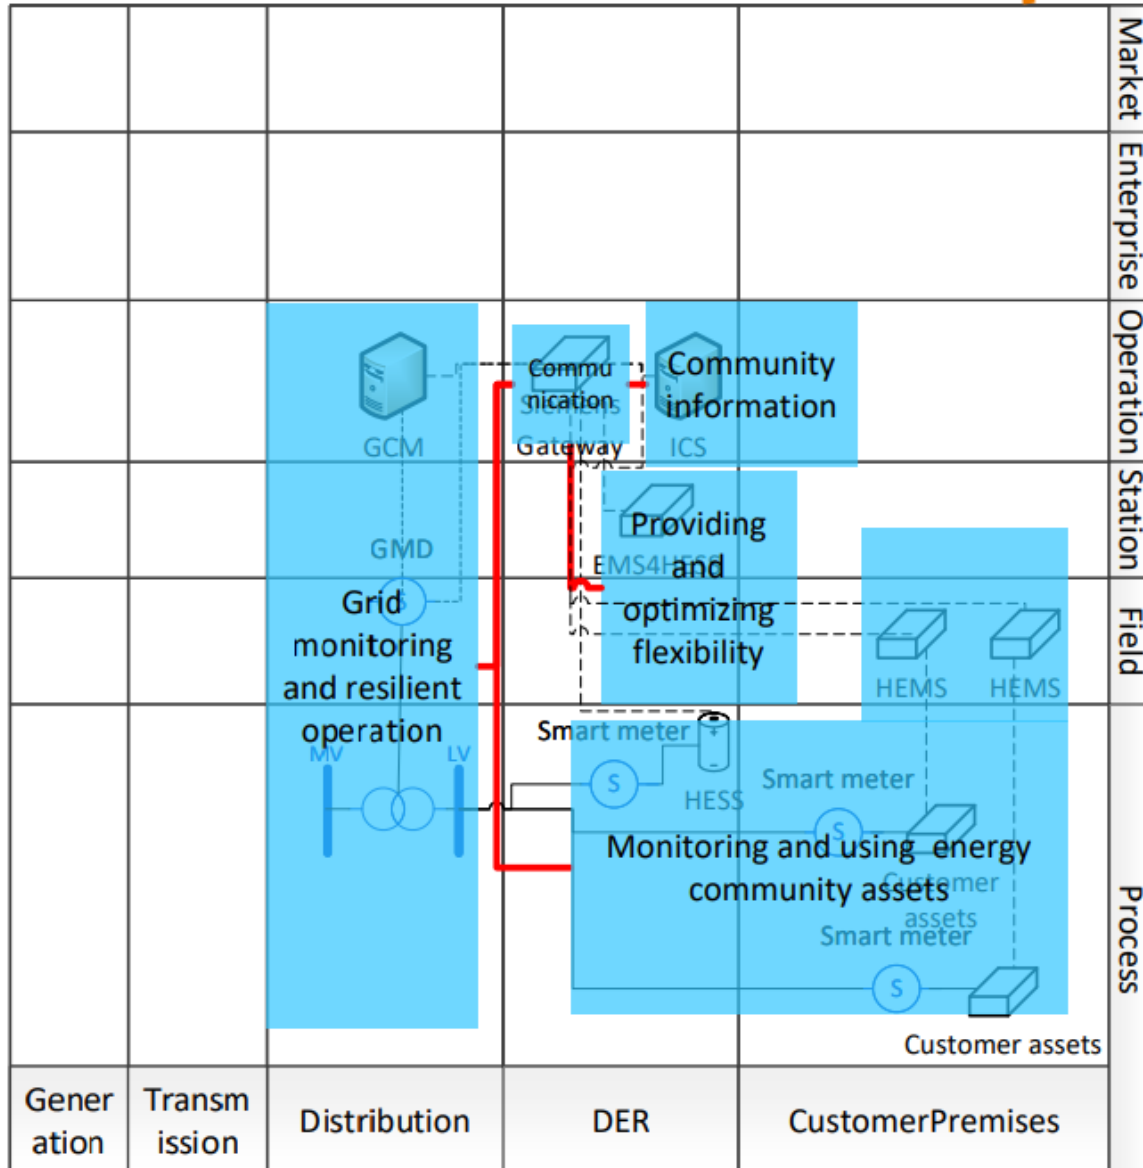 Market
Enterprise
Operation
Station
Field
Process
GCM
Commu
nication
Siemens
Gateway
Community
information
ICS
GMD
S
Grid
monitoring
and resilient
operation
MV
LV
Providing
and
optimizing
flexibility
EMS4HESS
HEMS
HEMS
Smart meter
S
HESS
Smart meter
S
Monitoring and using energy
community assets
Customer
assets
Smart meter
S
Customer assets
Gener
ation
Transm
ission
Distribution
DER
CustomerPremises